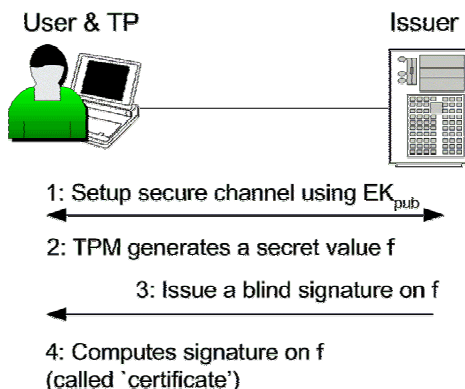 User & TP
Issuer
1: Setup secure channel using EKpub
2: TPM generates a secret value f
3: Issue a blind signature on f
4: Computes signature on f
(called `certificate')